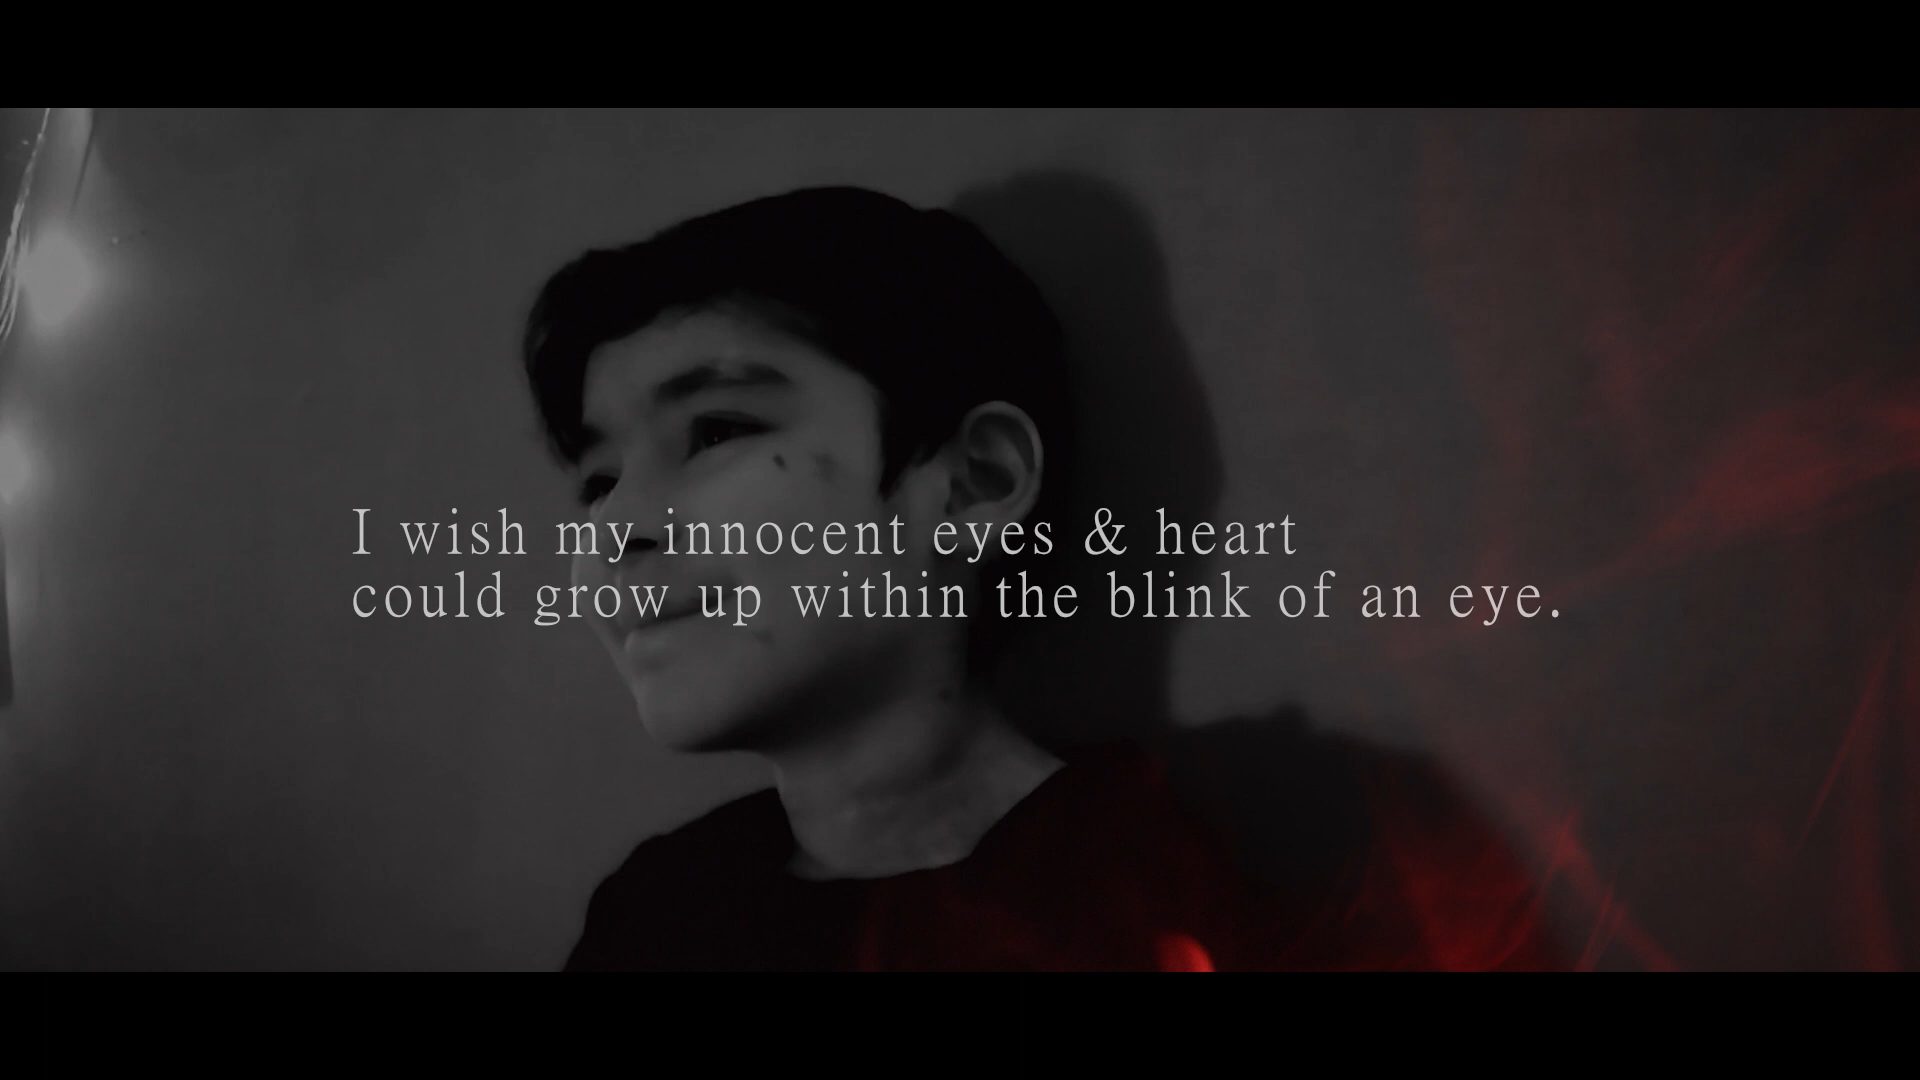 I wish my innocent eyes & heart
could grow up within the blink of an eye.